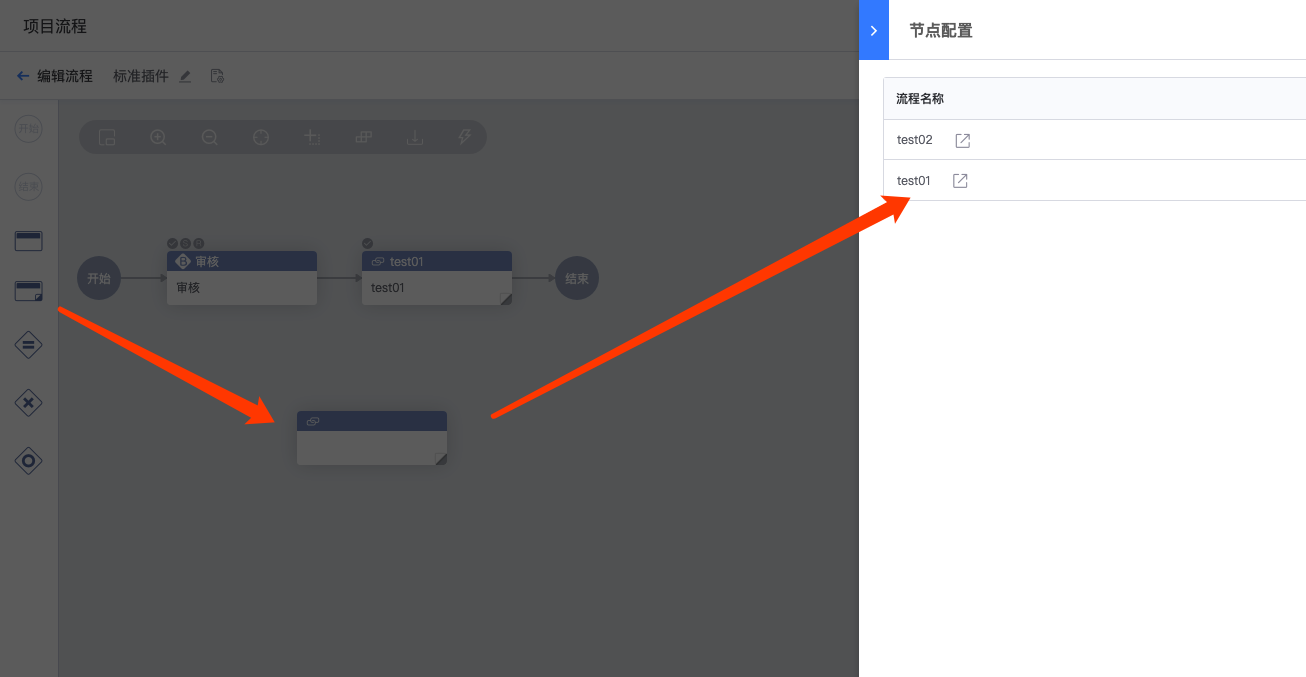 项目流程
节点配置
编辑流程 标准插件
流程名称
开始
结束
test02
test01
审核
test01
开始
审核
test01
结束